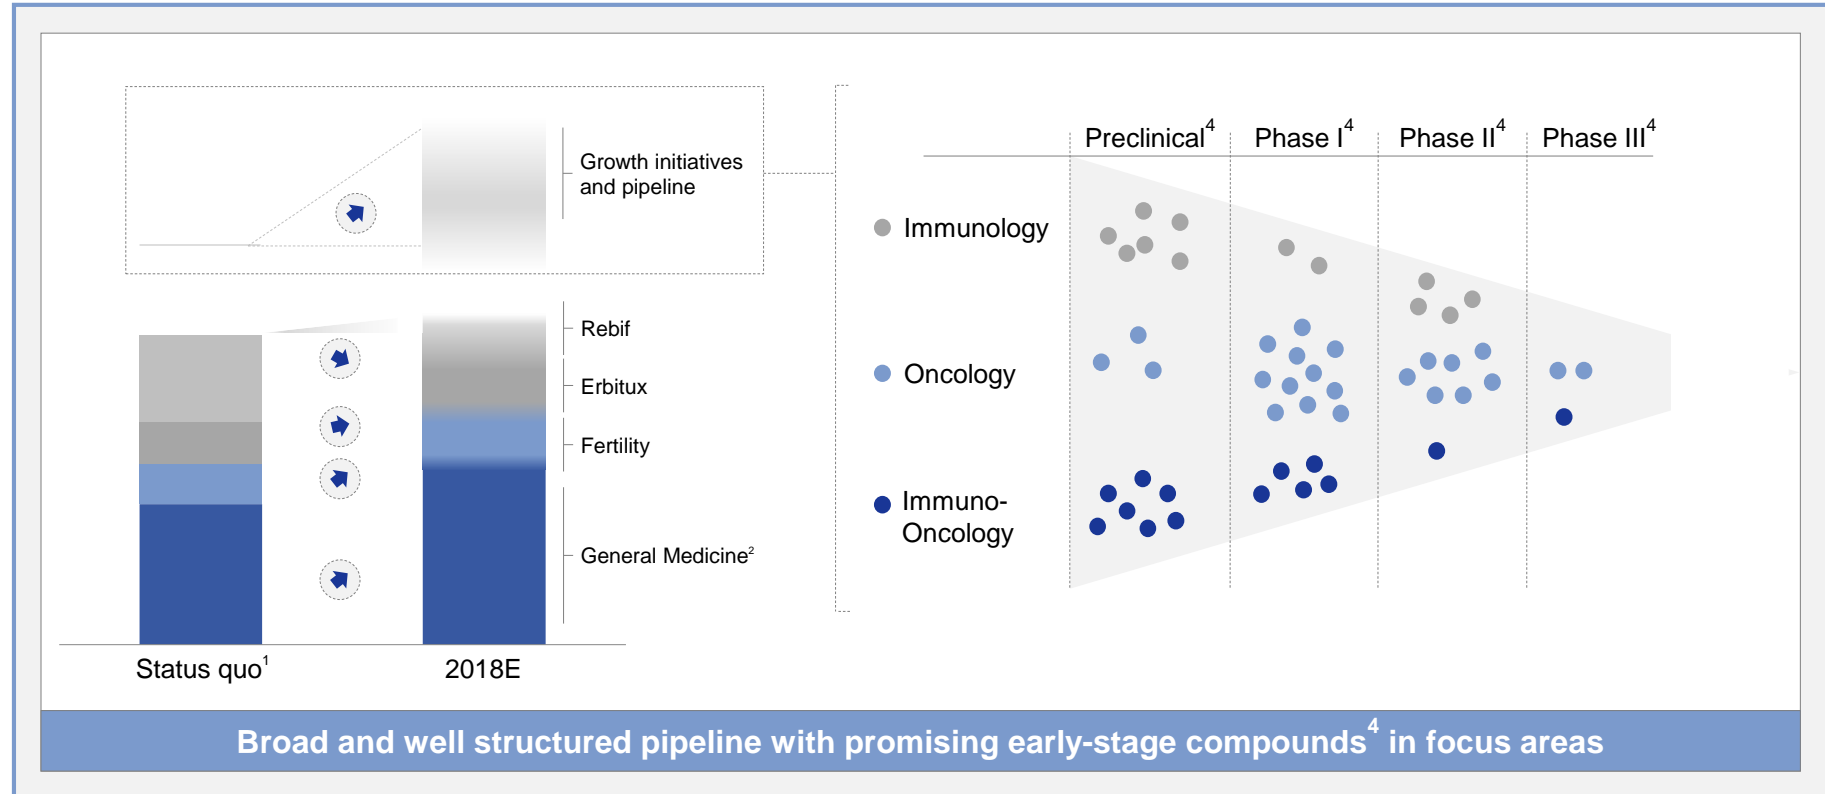 Growth initiatives
and pipeline
Rebif
Erbitux
Fertility
General Medicine²
Status quo¹
2018E
Preclinical⁴
Phase I⁴
Phase II⁴
Phase III⁴
Immunology
Oncology
Immuno-
Oncology
Broad and well structured pipeline with promising early-stage compounds⁴ in focus areas